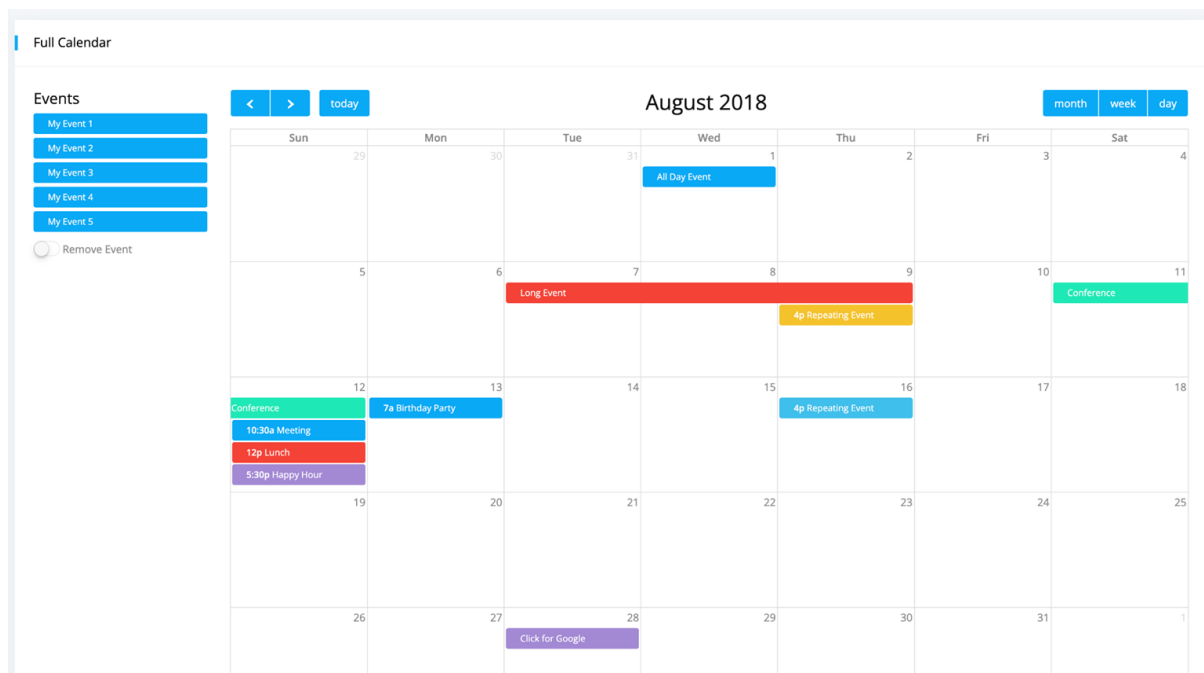 Full Calendar
Events
My Event 1
My Event 2
My Event 3
My Event 4
My Event 5
Remove Event
today
August 2018
month week day
Sun Mon Tue Wed Thu Fri Sat
29 30 31 1 2 3 4
All Day Event
5 6 7 8 9 10 11
Long Event Conference
4p Repeating Event
12 13 14 15 16 17 18
Conference 7a Birthday Party 4p Repeating Event
10:30a Meeting
12p Lunch
5:30p Happy Hour
19 20 21 22 23 24 25
26 27 28 29 30 31 1
Click for Google